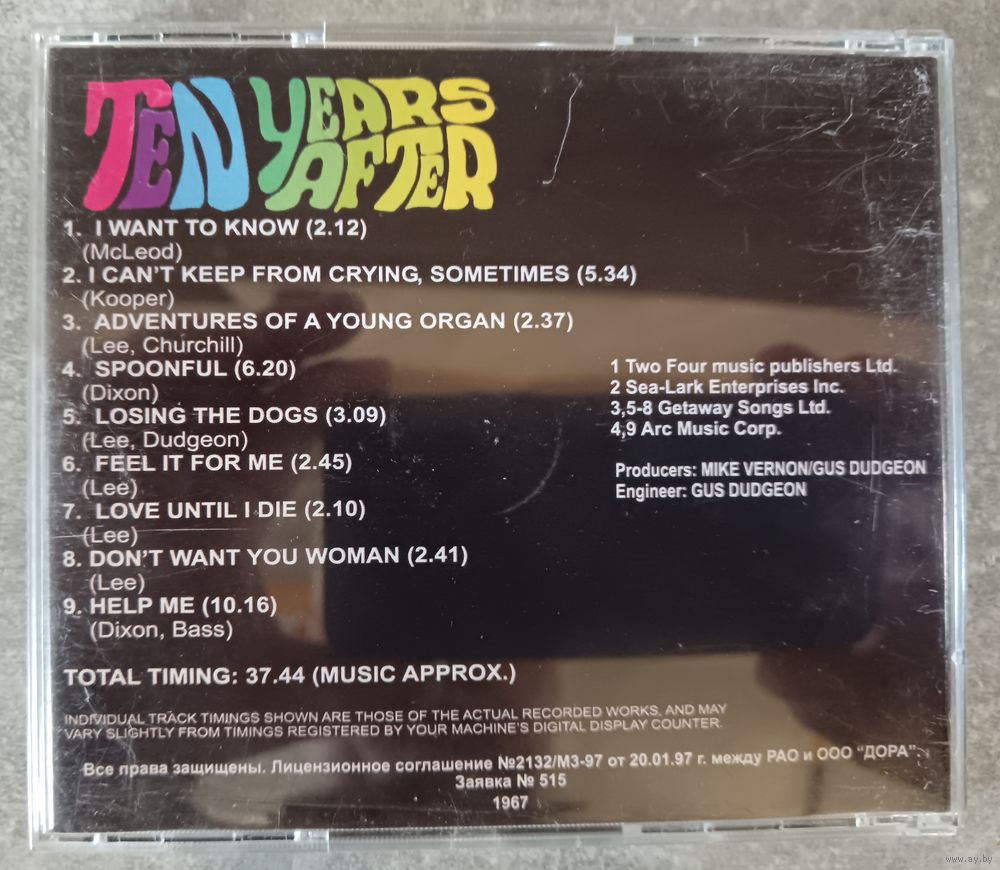 TEN YEARS
AFTER
1. I WANT TO KNOW (2.12)
(McLeod)
2. I CAN'T KEEP FROM CRYING, SOMETIMES (5.34)
(Kooper)
3. ADVENTURES OF A YOUNG ORGAN (2.37)
(Lee, Churchill)
4. SPOONFUL (6.20)
(Dixon)
5. LOSING THE DOGS (3.09)
(Lee, Dudgeon)
6. FEEL IT FOR ME (2.45)
(Lee)
7. LOVE UNTIL I DIE (2.10)
(Lee)
8. DON'T WANT YOU WOMAN (2.41)
(Lee)
9. HELP ME (10.16)
(Dixon, Bass)
1 Two Four music publishers Ltd.
2 Sea-Lark Enterprises Inc.
3,5-8 Getaway Songs Ltd.
4,9 Arc Music Corp.
Producers: MIKE VERNON/GUS DUDGEON
Engineer: GUS DUDGEON
TOTAL TIMING: 37.44 (MUSIC APPROX.)
INDIVIDUAL TRACK TIMINGS SHOWN ARE THOSE OF THE ACTUAL RECORDED WORKS, AND MAY
VARY SLIGHTLY FROM TIMINGS REGISTERED BY YOUR MACHINE'S DIGITAL DISPLAY COUNTER.
Все права защищены. Лицензионное соглашение №2132/МЗ-97 от 20.01.97 г. между РАО и ООО "ДОРА".
Заявка № 515
1967
www.ay.by